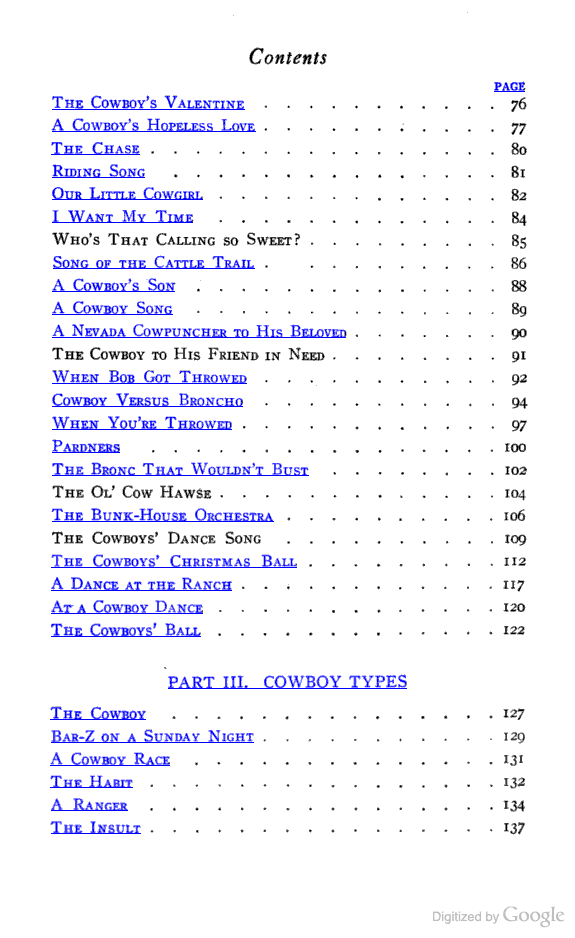 Contents
PAGE
The Cowboy's Valentine . . . . . . . . . . . 76
A Cowboy's Hopeless Love . . . . . . . . . . . 77
The Chase . . . . . . . . . . . . . . . . 80
Riding Song . . . . . . . . . . . . . . . 81
Our Little Cowgirl . . . . . . . . . . . . . 82
I Want My Time . . . . . . . . . . . . . . 84
Who's That Calling so Sweet? . . . . . . . . . 85
Song of the Cattle Trail . . . . . . . . . . 86
A Cowboy's Son . . . . . . . . . . . . . . 88
A Cowboy Song . . . . . . . . . . . . . . 89
A Nevada Cowpuncher to His Beloved . . . . . . . 90
The Cowboy to His Friend in Need . . . . . . . . 91
When Bob Got Throwed . . . . . . . . . . . 92
Cowboy Versus Broncho . . . . . . . . . . . 94
When You're Throwed . . . . . . . . . . . . 97
Pardners . . . . . . . . . . . . . . . . 100
The Bronc That Wouldn't Bust . . . . . . . . . 102
The Ol' Cow Hawse . . . . . . . . . . . . . 104
The Bunk-House Orchestra . . . . . . . . . . 106
The Cowboys' Dance Song . . . . . . . . . . 109
The Cowboys' Christmas Ball . . . . . . . . . 112
A Dance at the Ranch . . . . . . . . . . . . 117
At a Cowboy Dance . . . . . . . . . . . . . 120
The Cowboys' Ball . . . . . . . . . . . . . 122
PART III. COWBOY TYPES
The Cowboy . . . . . . . . . . . . . . . 127
Bar-Z on a Sunday Night . . . . . . . . . . . 129
A Cowboy Race . . . . . . . . . . . . . . 131
The Habit . . . . . . . . . . . . . . . . 132
A Ranger . . . . . . . . . . . . . . . . 134
The Insult . . . . . . . . . . . . . . . . 137
Digitized by Google